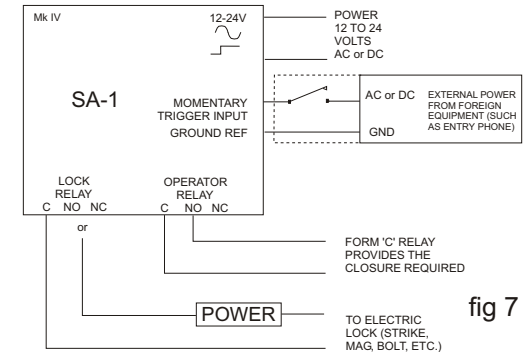 Mk IV
12-24V
POWER
12 TO 24
VOLTS
AC or DC
SA-1
MOMENTARY
TRIGGER INPUT
GROUND REF
AC or DC
GND
EXTERNAL POWER
FROM FOREIGN
EQUIPMENT (SUCH
AS ENTRY PHONE)
LOCK
RELAY
C NO NC
OPERATOR
RELAY
C NO NC
or
FORM 'C' RELAY
PROVIDES THE
CLOSURE REQUIRED
POWER
TO ELECTRIC
LOCK (STRIKE,
MAG, BOLT, ETC.)
fig 7